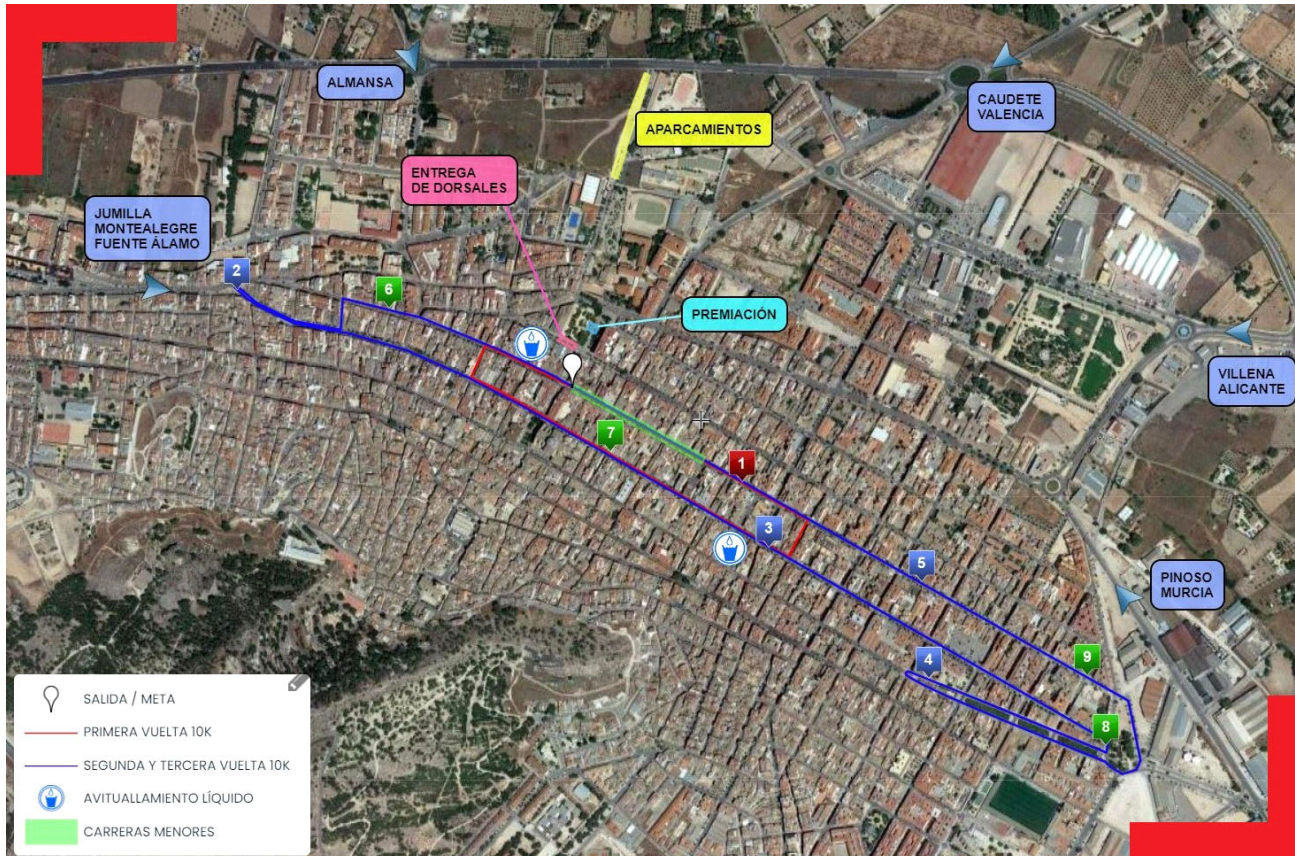 ALMANSA
CAUDETE
VALENCIA
APARCAMIENTOS
ENTREGA
DE DORSALES
JUMILLA
MONTEALEGRE
FUENTE ÁLAMO
2
6
PREMIACIÓN
VILLENA
ALICANTE
7
1
3
5
PINOSO
MURCIA
4
9
8
SALIDA / META
PRIMERA VUELTA 10K
SEGUNDA Y TERCERA VUELTA 10K
AVITUALLAMIENTO LÍQUIDO
CARRERAS MENORES